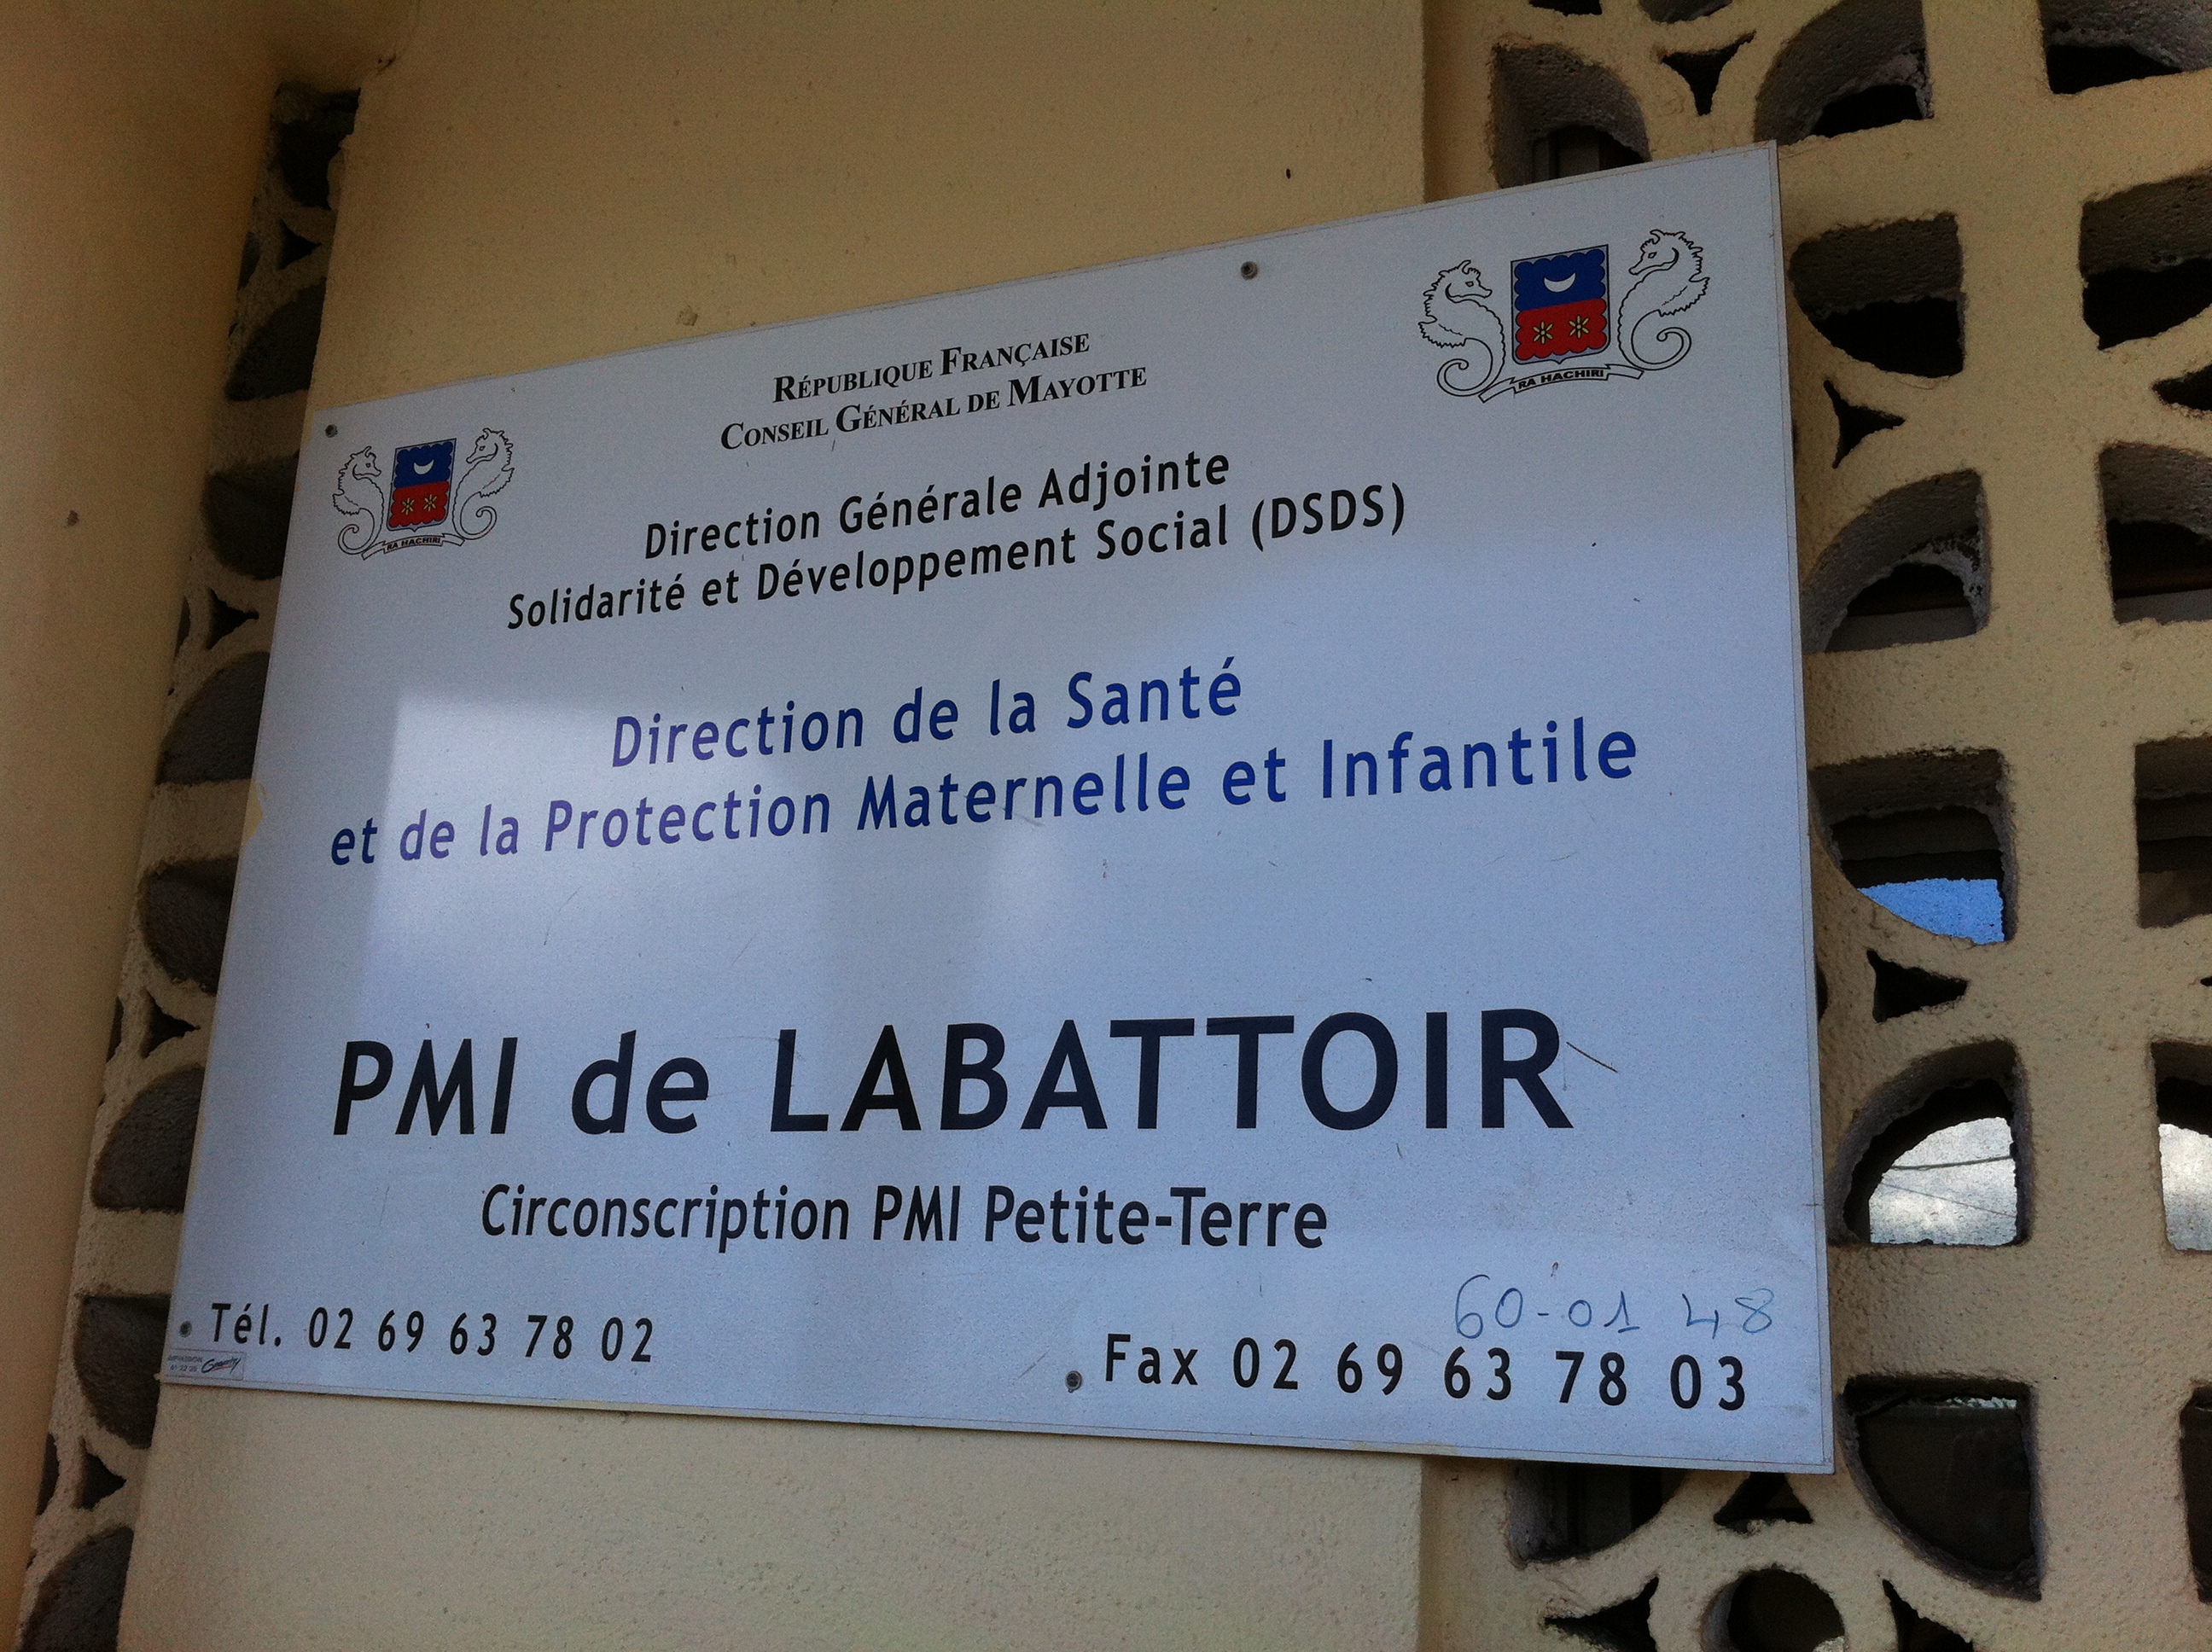 RÉPUBLIQUE FRANÇAISE
CONSEIL GÉNÉRAL DE MAYOTTE
RA HACHIRI
RA HACHIRI
Direction Générale Adjointe
Solidarité et Développement Social (DSDS)
Direction de la Santé
et de la Protection Maternelle et Infantile
PMI de LABATTOIR
Circonscription PMI Petite-Terre
60-01 48
Tél. 02 69 63 78 02
Fax 02 69 63 78 03